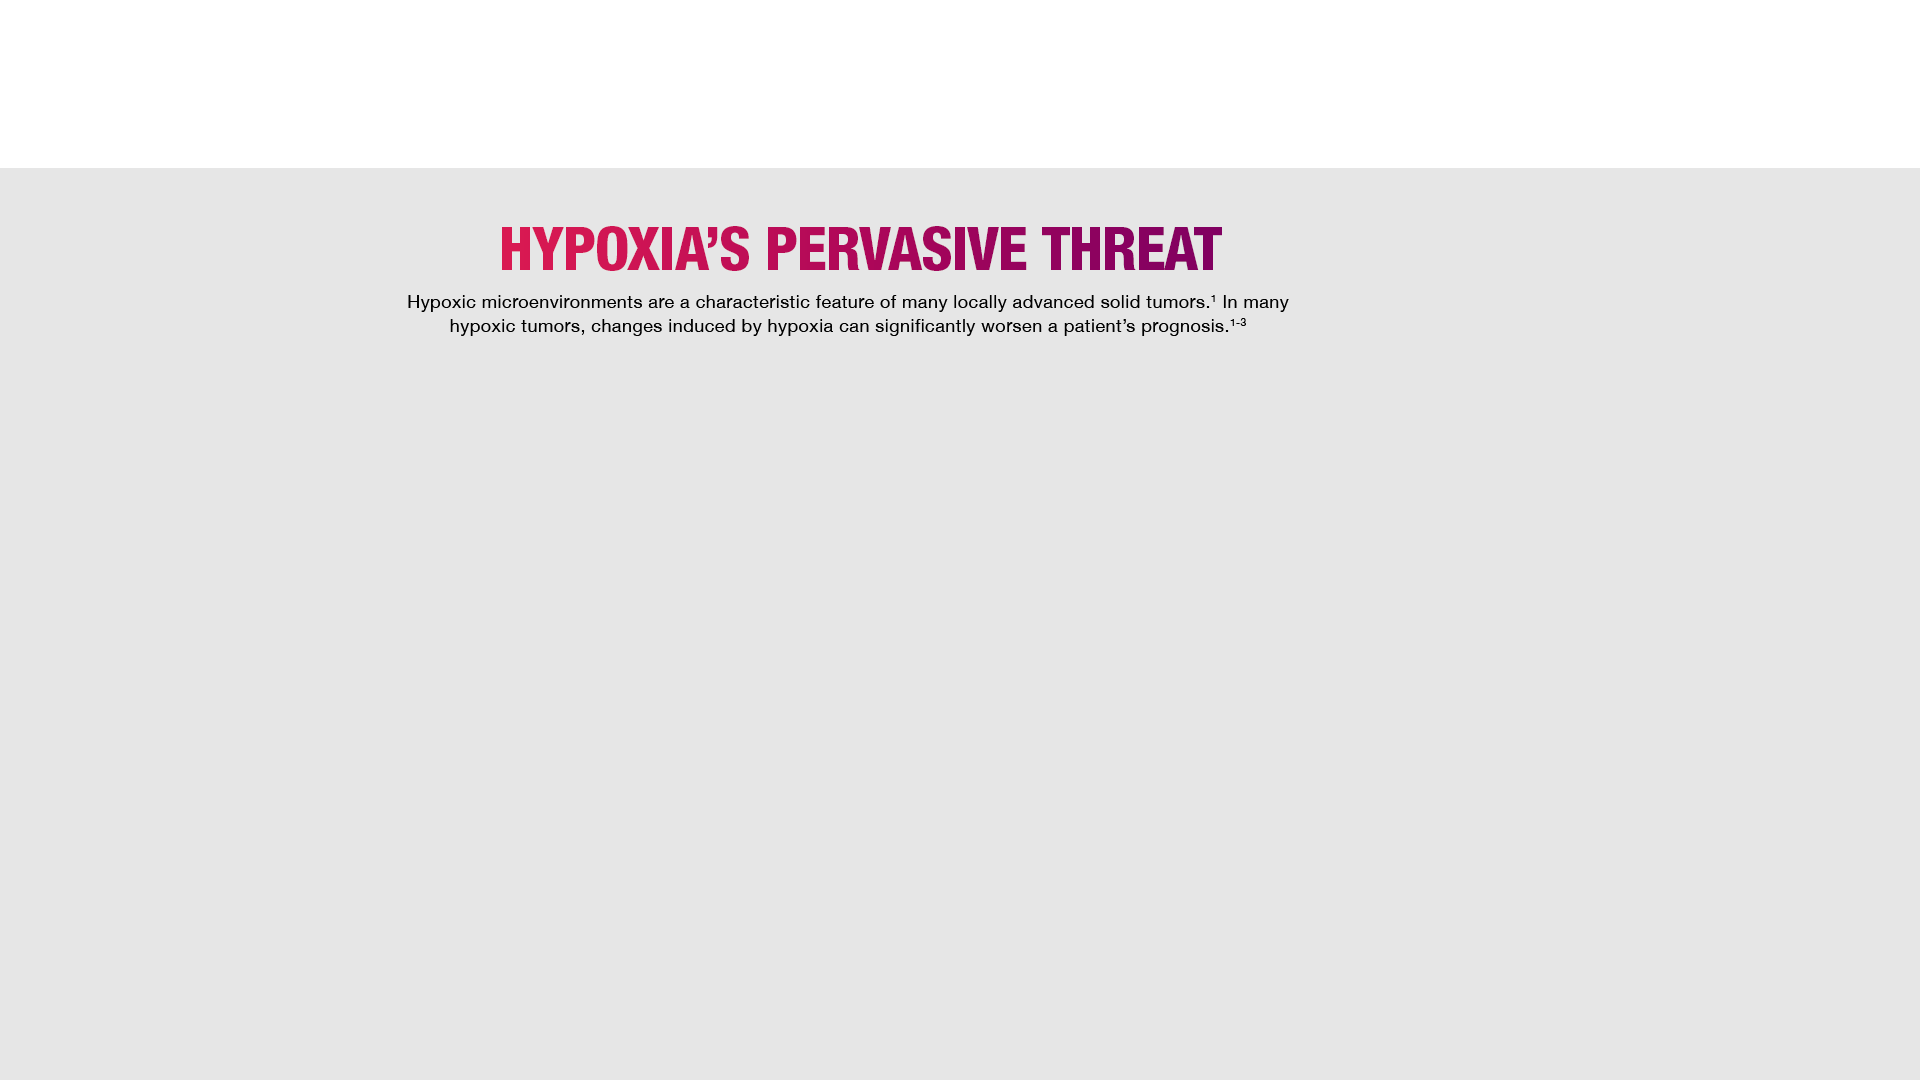 HYPOXIA’S PERVASIVE THREAT
Hypoxic microenvironments are a characteristic feature of many locally advanced solid tumors.¹ In many
hypoxic tumors, changes induced by hypoxia can significantly worsen a patient’s prognosis.¹⁻³